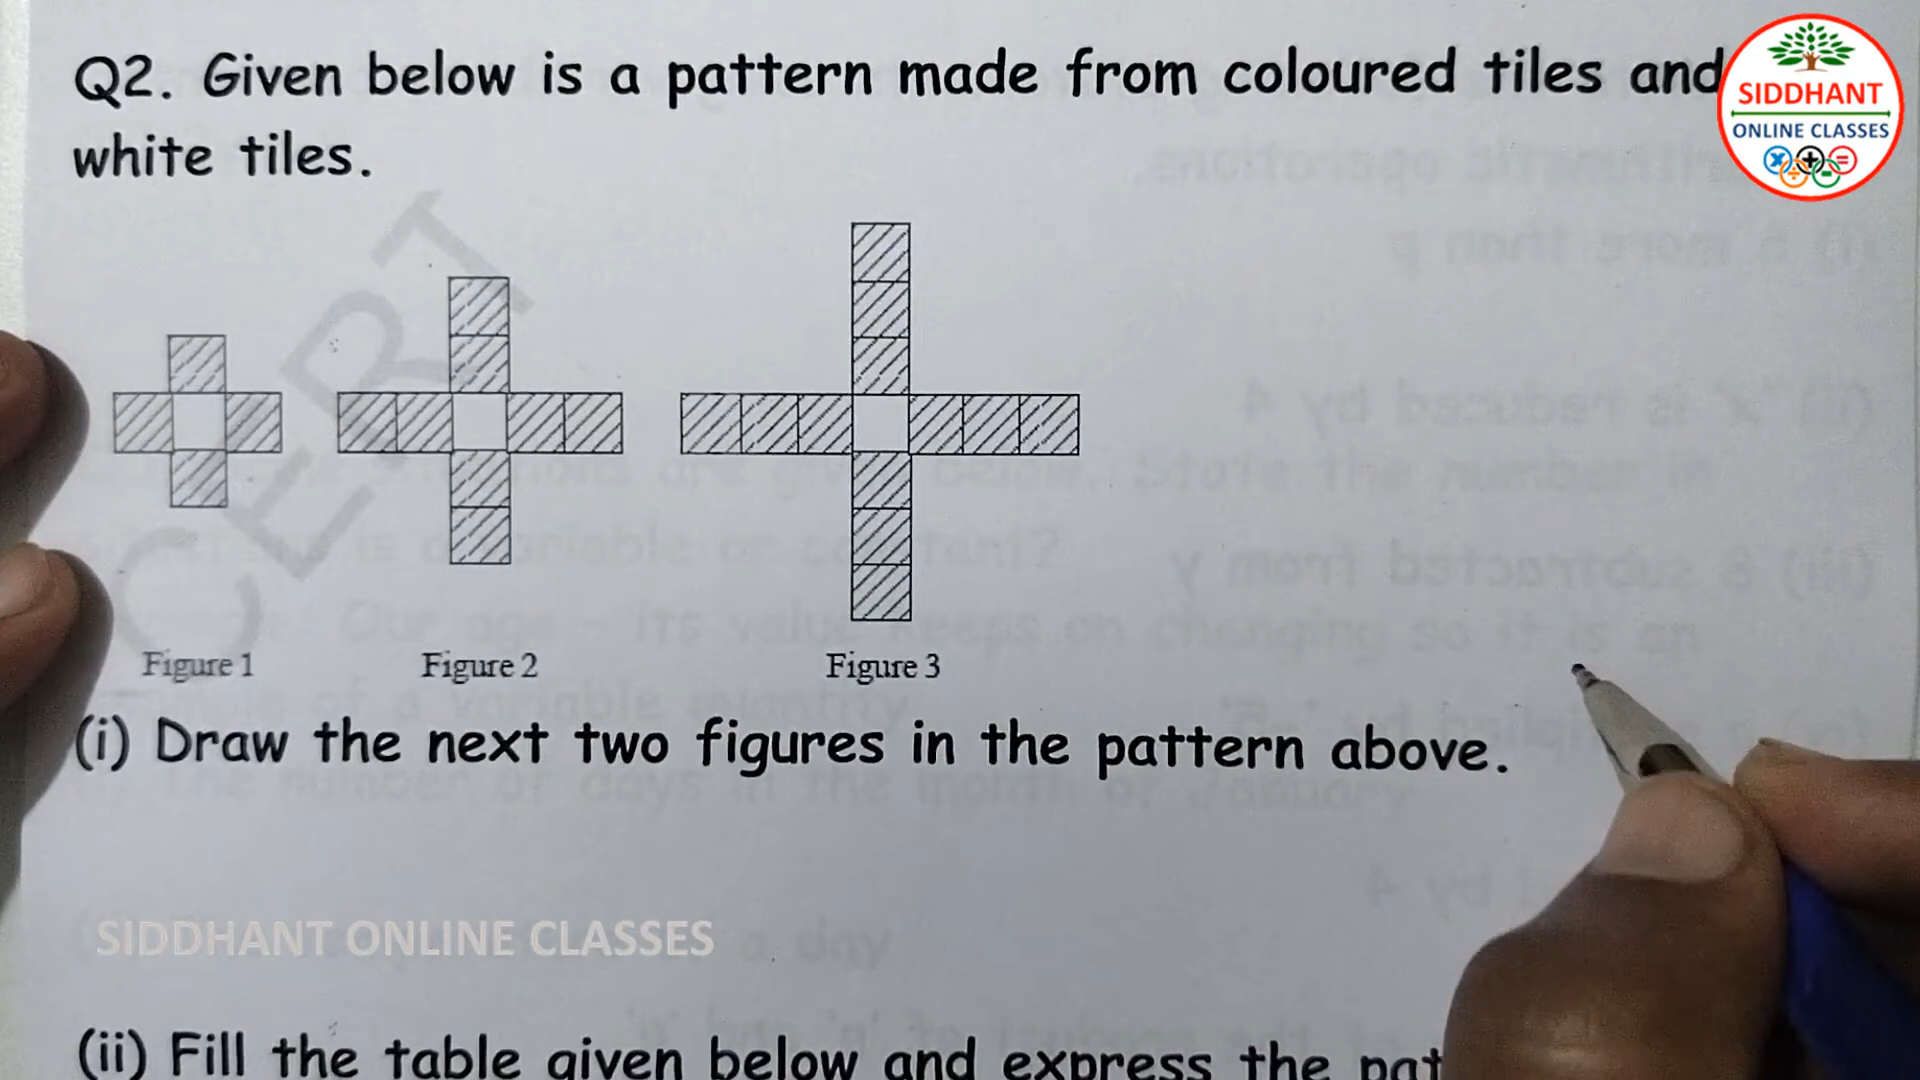 Q2. Given below is a pattern made from coloured tiles and
white tiles.
SIDDHANT
ONLINE CLASSES
CERT
Figure 1
Figure 2
Figure 3
(i) Draw the next two figures in the pattern above.
SIDDHANT ONLINE CLASSES
(ii) Fill the table given below and express the pat